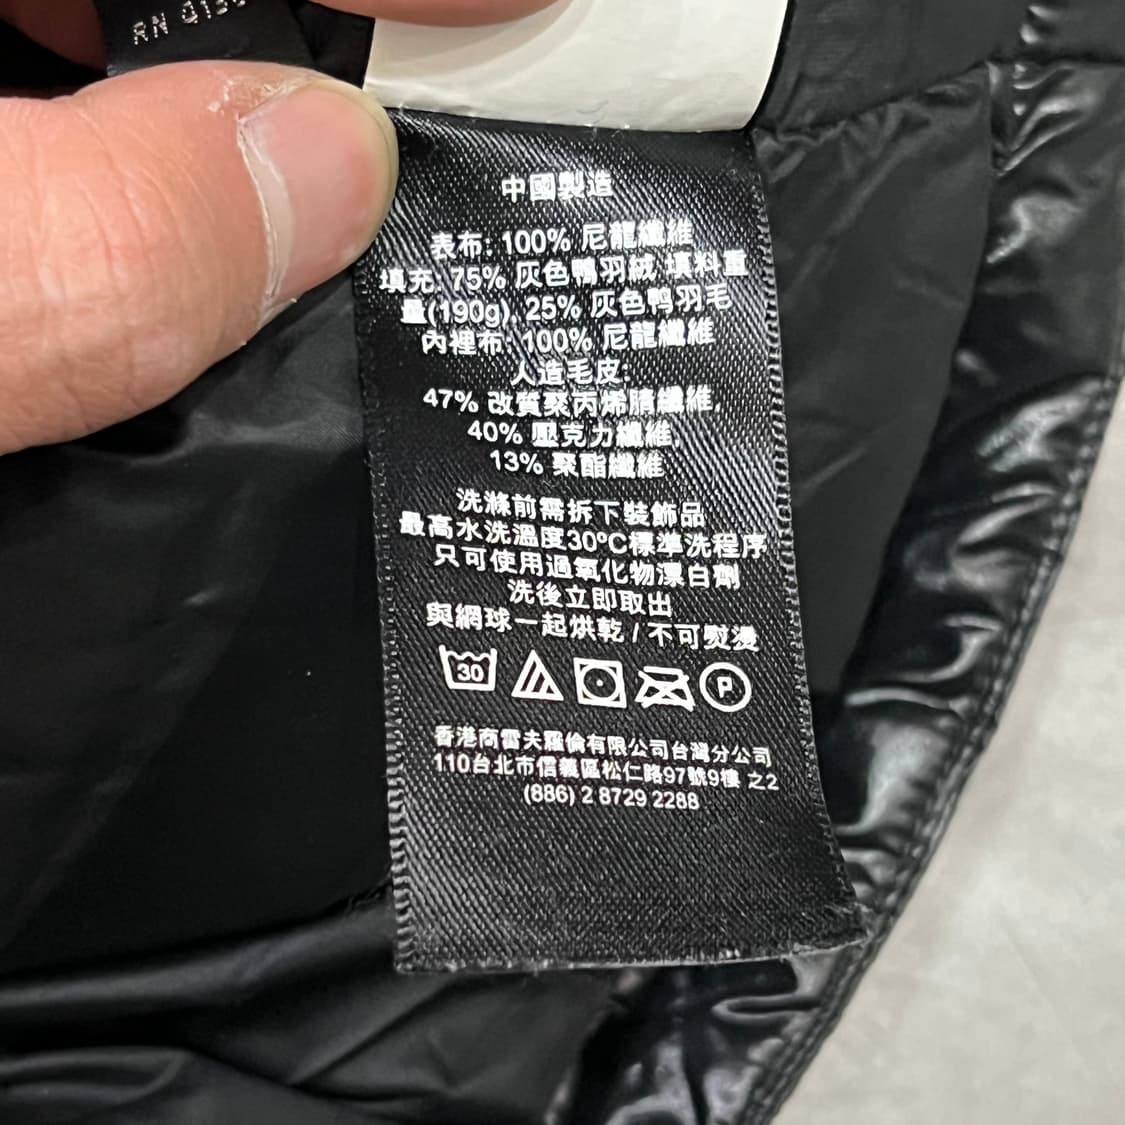 RN
中國製造
表布: 100% 尼龍纖維
填充: 75% 灰色鴨羽絨 填料重
量(190g), 25% 灰色鴨羽毛
內裡布: 100% 尼龍纖維
人造毛皮:
47% 改質聚丙烯腈纖維,
40% 壓克力纖維,
13% 聚酯纖維
洗滌前需拆下裝飾品
最高水洗溫度30ºC標準洗程序
只可使用過氧化物漂白劑
洗後立即取出
與網球一起烘乾 / 不可熨燙
30
P
香港商雷夫羅倫有限公司台灣分公司
110台北市信義區松仁路97號9樓 之2
(886) 2 8729 2288